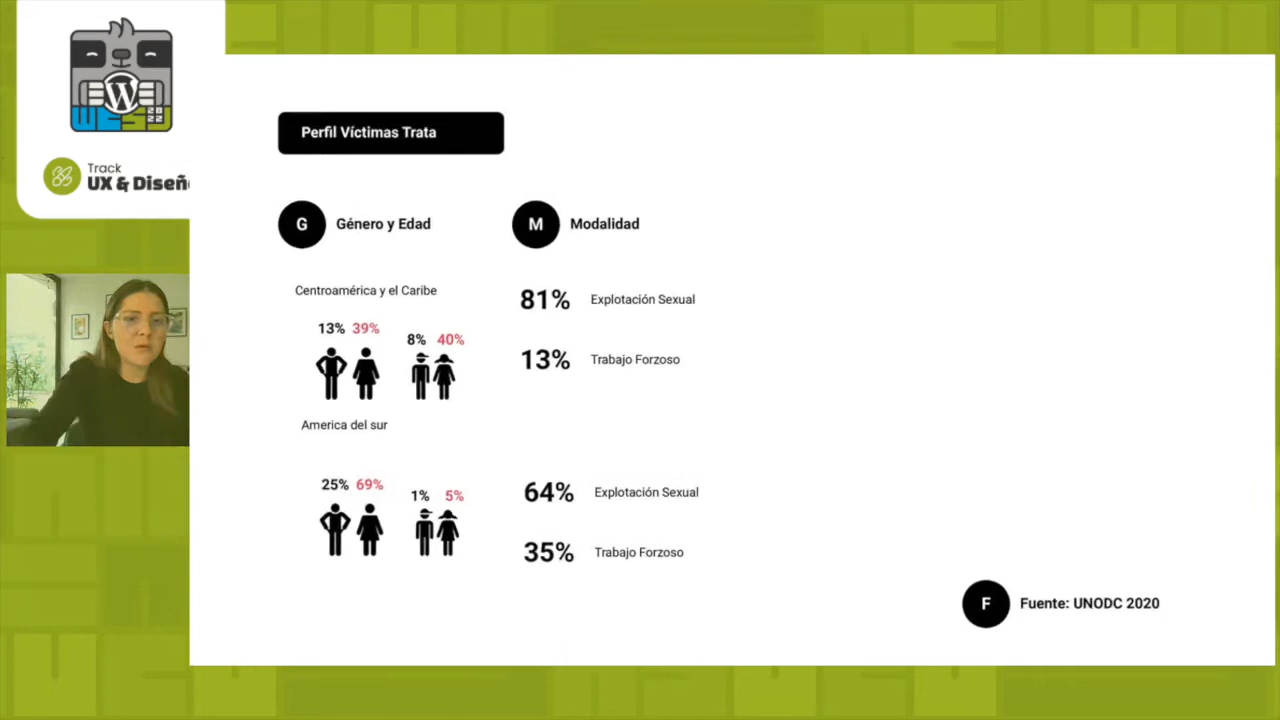 WCSJ
2022
Track
UX & Diseñ
Perfil Víctimas Trata
G Género y Edad
M Modalidad
Centroamérica y el Caribe
13% 39% 8% 40%
81% Explotación Sexual
13% Trabajo Forzoso
America del sur
25% 69% 1% 5%
64% Explotación Sexual
35% Trabajo Forzoso
F Fuente: UNODC 2020